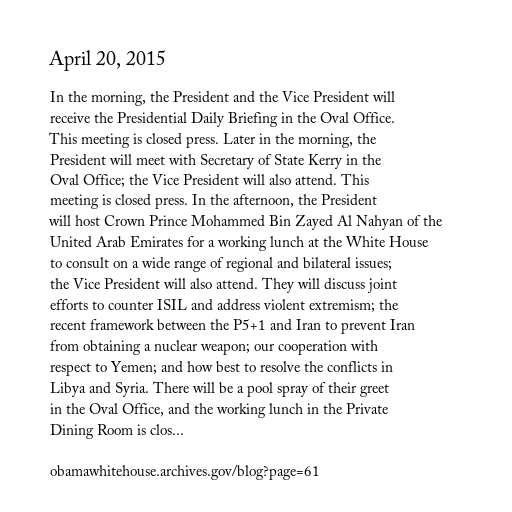 April 20, 2015
In the morning, the President and the Vice President will
receive the Presidential Daily Briefing in the Oval Office.
This meeting is closed press. Later in the morning, the
President will meet with Secretary of State Kerry in the
Oval Office; the Vice President will also attend. This
meeting is closed press. In the afternoon, the President
will host Crown Prince Mohammed Bin Zayed Al Nahyan of the
United Arab Emirates for a working lunch at the White House
to consult on a wide range of regional and bilateral issues;
the Vice President will also attend. They will discuss joint
efforts to counter ISIL and address violent extremism; the
recent framework between the P5+1 and Iran to prevent Iran
from obtaining a nuclear weapon; our cooperation with
respect to Yemen; and how best to resolve the conflicts in
Libya and Syria. There will be a pool spray of their greet
in the Oval Office, and the working lunch in the Private
Dining Room is clos...
obamawhitehouse.archives.gov/blog?page=61